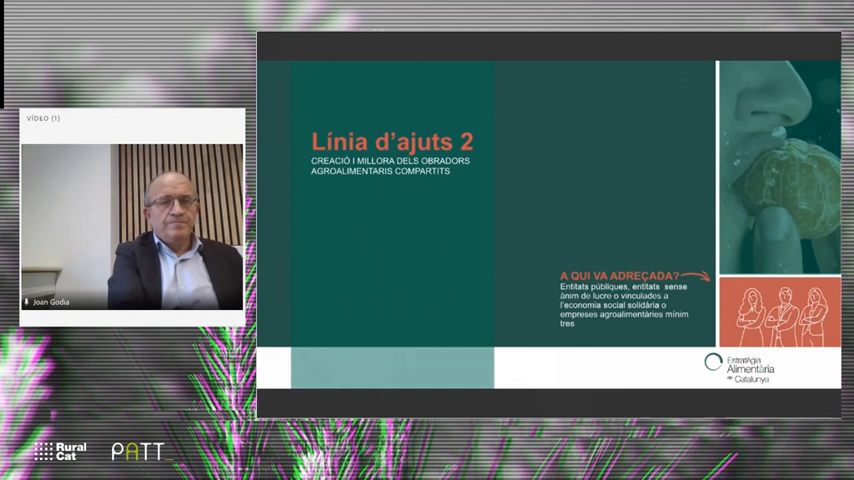 VÍDEO (1)
Joan Godia
Línia d'ajuts 2
CREACIÓ I MILLORA DELS OBRADORS
AGROALIMENTARIS COMPARTITS
A QUI VA ADREÇADA?
Entitats públiques, entitats sense
ànim de lucre o vinculades a
l'economia social solidària o
empreses agroalimentàries mínim
tres
Estratègia
Alimentària
de Catalunya
Rural
Cat
PATT_